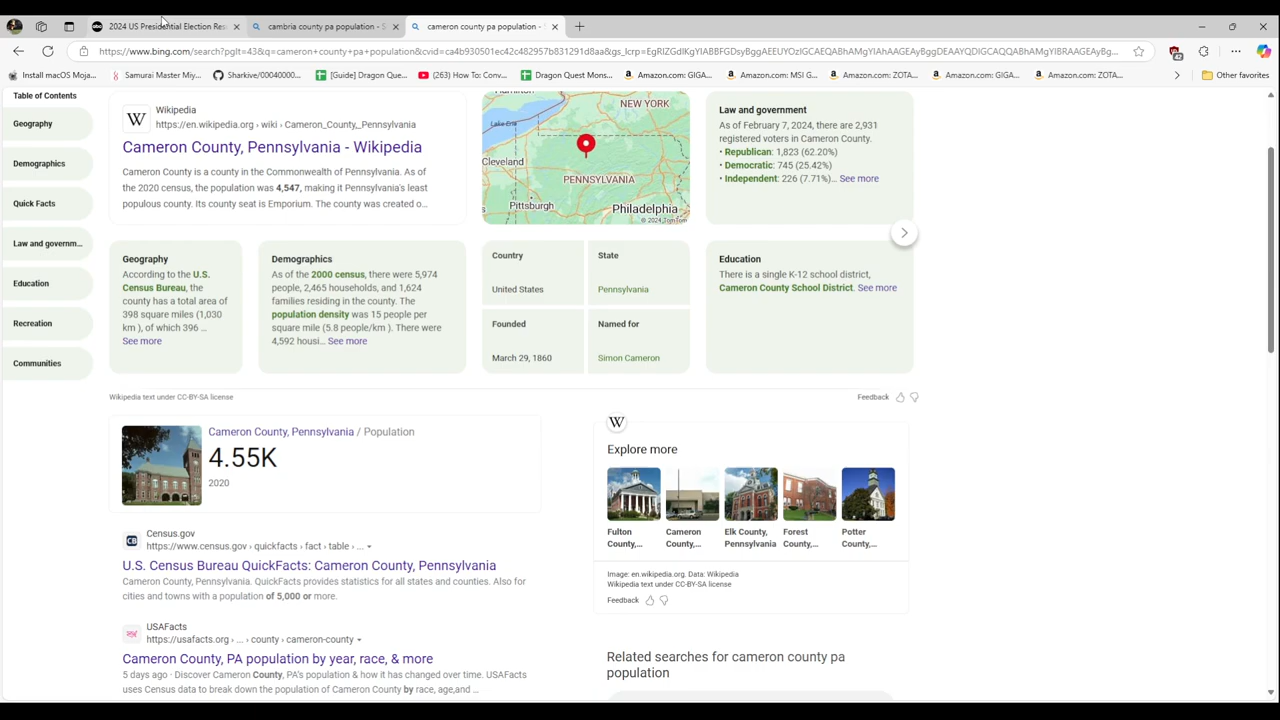 2024 US Presidential Election Res
cambria county pa population - S
cameron county pa population -
https://www.bing.com/search?pglt=43&q=cameron+county+pa+population&cvid=ca4b930501ec42c482957b831291d8aa&gs_lcrp=EgRIZGdlKgYIABBFGDsyBggAEEUYOzIGCAEQABhAMgYIAhAAGEAyBggDEAAYQDIGCAQQABhAMgYIBRAAGEAyBg...
42
Install macOS Moja...
Samurai Master Miy...
Sharkive/00040000...
[Guide] Dragon Que...
(263) How To: Conv...
Dragon Quest Mons...
Amazon.com: GIGA...
Amazon.com: MSI G...
Amazon.com: ZOTA...
Amazon.com: GIGA...
Amazon.com: ZOTA...
Other favorites
Table of Contents
Geography
Demographics
Quick Facts
Law and governm...
Education
Recreation
Communities
Wikipedia
https://en.wikipedia.org › wiki › Cameron_County,_Pennsylvania
Cameron County, Pennsylvania - Wikipedia
Cameron County is a county in the Commonwealth of Pennsylvania. As of
the 2020 census, the population was 4,547, making it Pennsylvania's least
populous county. Its county seat is Emporium. The county was created o...
Hamilton
NEW YORK
Lake Erie
Cleveland
PENNSYLVANIA
Pittsburgh
Philadelphia
© 2024 TomTom
Law and government
As of February 7, 2024, there are 2,931
registered voters in Cameron County.
• Republican: 1,823 (62.20%)
• Democratic: 745 (25.42%)
• Independent: 226 (7.71%)... See more
Geography
According to the U.S.
Census Bureau, the
county has a total area of
398 square miles (1,030
km ), of which 396 ...
See more
Demographics
As of the 2000 census, there were 5,974
people, 2,465 households, and 1,624
families residing in the county. The
population density was 15 people per
square mile (5.8 people/km ). There were
4,592 housi... See more
Country
United States
State
Pennsylvania
Founded
March 29, 1860
Named for
Simon Cameron
Education
There is a single K-12 school district,
Cameron County School District. See more
Wikipedia text under CC-BY-SA license
Feedback
Cameron County, Pennsylvania / Population
4.55K
2020
Census.gov
https://www.census.gov › quickfacts › fact › table › ...
U.S. Census Bureau QuickFacts: Cameron County, Pennsylvania
Cameron County, Pennsylvania. QuickFacts provides statistics for all states and counties. Also for
cities and towns with a population of 5,000 or more.
USAFacts
https://usafacts.org › ... › county › cameron-county
Cameron County, PA population by year, race, & more
5 days ago · Discover Cameron County, PA's population & how it has changed over time. USAFacts
uses Census data to break down the population of Cameron County by race, age,and ...
Explore more
Fulton
County,...
Cameron
County,...
Elk County,
Pennsylvania
Forest
County,...
Potter
County,...
Image: en.wikipedia.org. Data: Wikipedia
Wikipedia text under CC-BY-SA license
Feedback
Related searches for cameron county pa
population